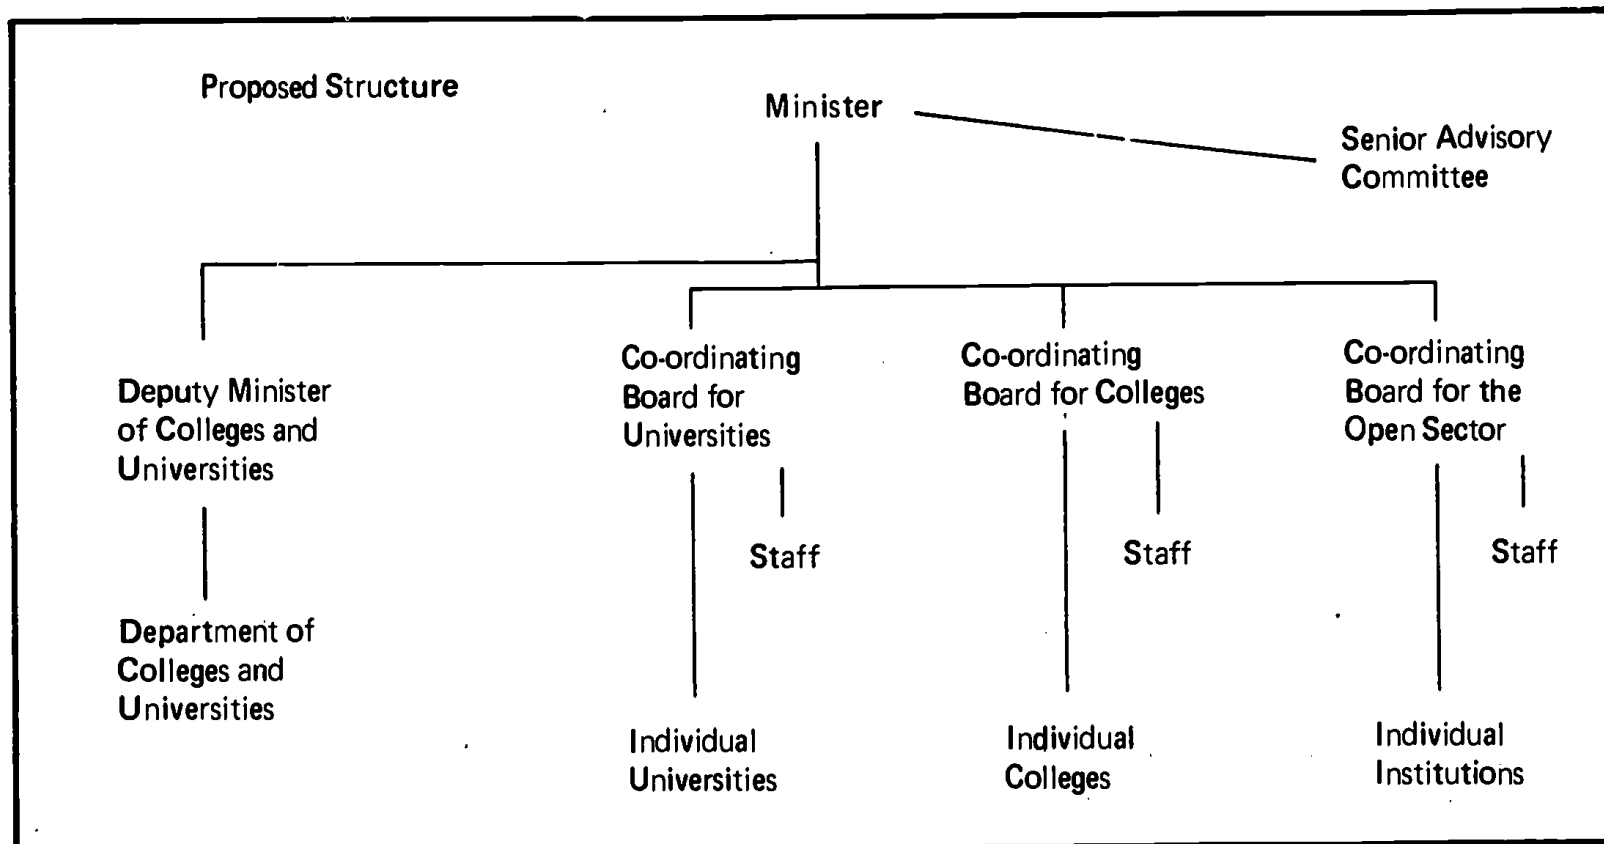 Proposed Structure
Minister
Senior Advisory
Committee
Deputy Minister
of Colleges and
Universities
Co-ordinating
Board for
Universities
Co-ordinating
Board for Colleges
Co-ordinating
Board for the
Open Sector
Staff
Staff
Staff
Department of
Colleges and
Universities
Individual
Universities
Individual
Colleges
Individual
Institutions